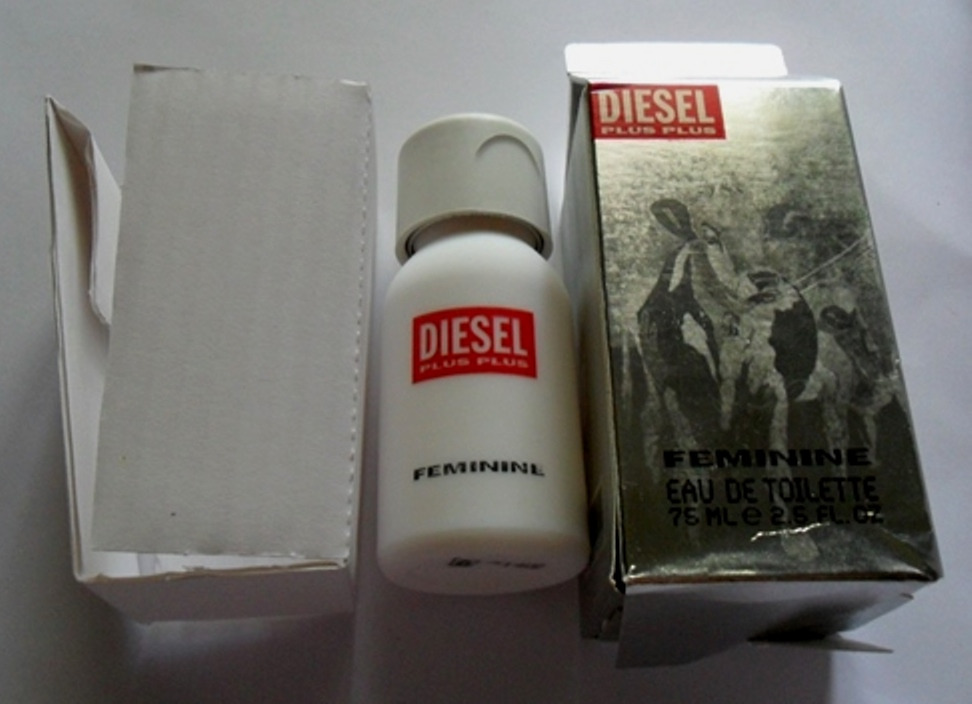 DIESEL
PLUS PLUS
FEMININE
DIESEL
PLUS PLUS
FEMININE
EAU DE TOILETTE
75 ML e 2.5 FL.OZ